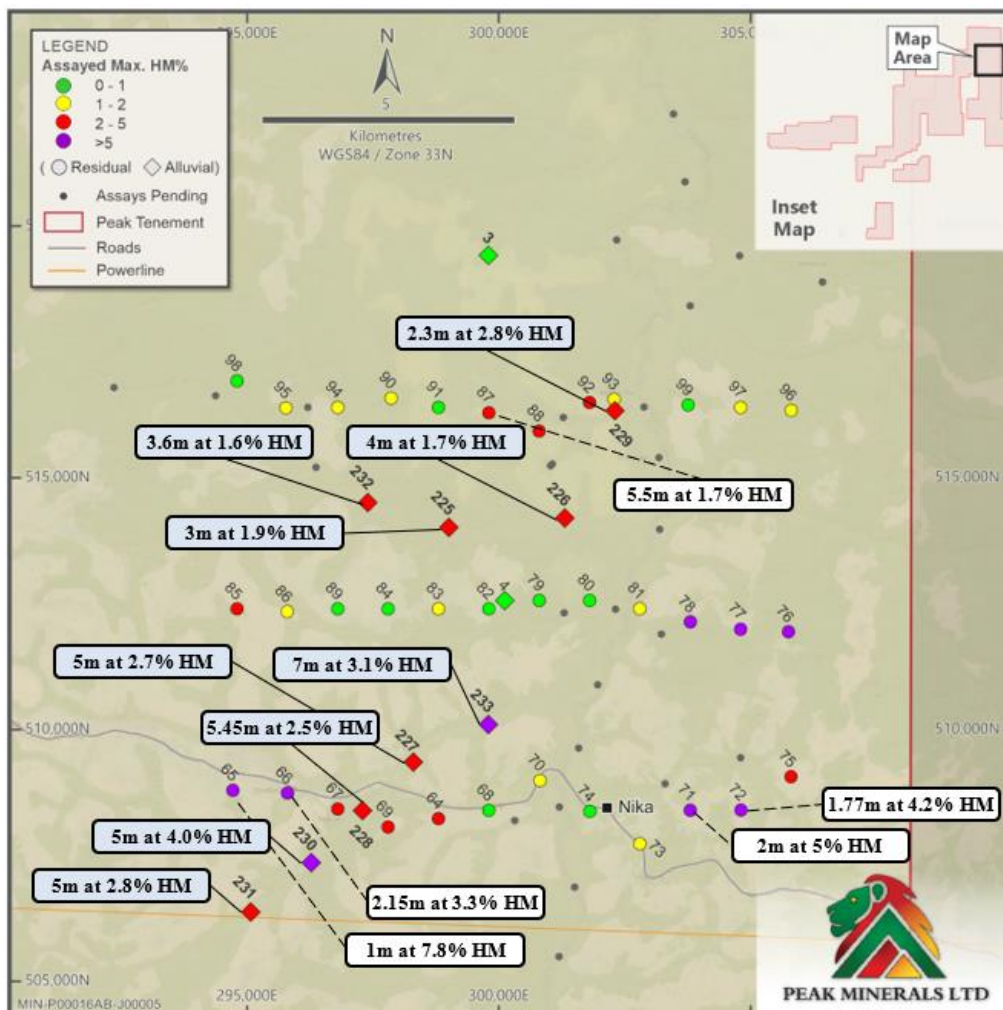 295,000E
300,000E
305,
LEGEND
Assayed Max. HM%
0 - 1
1 - 2
2 - 5
>5
( Residual Alluvial)
Assays Pending
Peak Tenement
Roads
Powerline
N
5
Kilometres
WGS84 / Zone 33N
Map
Area
Inset
Map
3
2.3m at 2.8% HM
98
95
94
90
91
87
88
92
93
229
99
97
96
3.6m at 1.6% HM
4m at 1.7% HM
515,000N
232
225
226
5.5m at 1.7% HM
515,000N
3m at 1.9% HM
85
86
89
84
83
82
4
79
80
81
78
77
76
5m at 2.7% HM
7m at 3.1% HM
233
5.45m at 2.5% HM
510,000N
510,000N
227
65
66
67
228
69
64
68
70
74
Nika
73
71
72
75
1.77m at 4.2% HM
2m at 5% HM
5m at 4.0% HM
230
5m at 2.8% HM
231
2.15m at 3.3% HM
1m at 7.8% HM
505,000N
295,000E
300,000E
MIN-P00016AB-J00005
PEAK MINERALS LTD